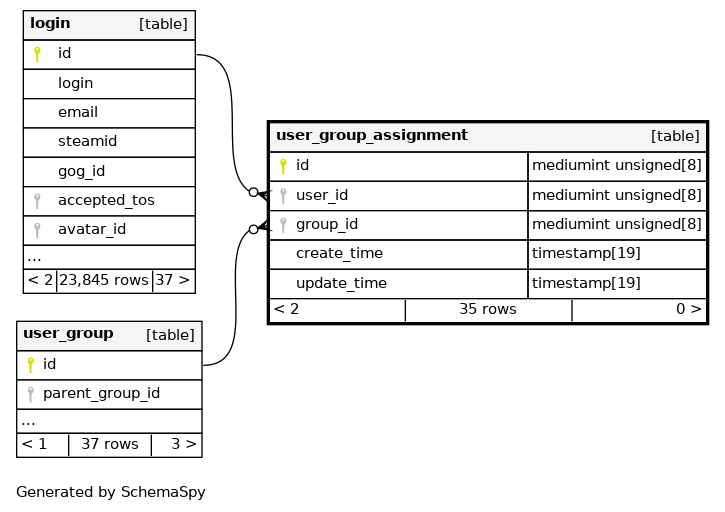 login [table]
id
login
email
steamid
gog_id
accepted_tos
avatar_id
...
< 2 23,845 rows 37 >
user_group_assignment [table]
id mediumint unsigned[8]
user_id mediumint unsigned[8]
group_id mediumint unsigned[8]
create_time timestamp[19]
update_time timestamp[19]
< 2 35 rows 0 >
user_group [table]
id
parent_group_id
...
< 1 37 rows 3 >
Generated by SchemaSpy